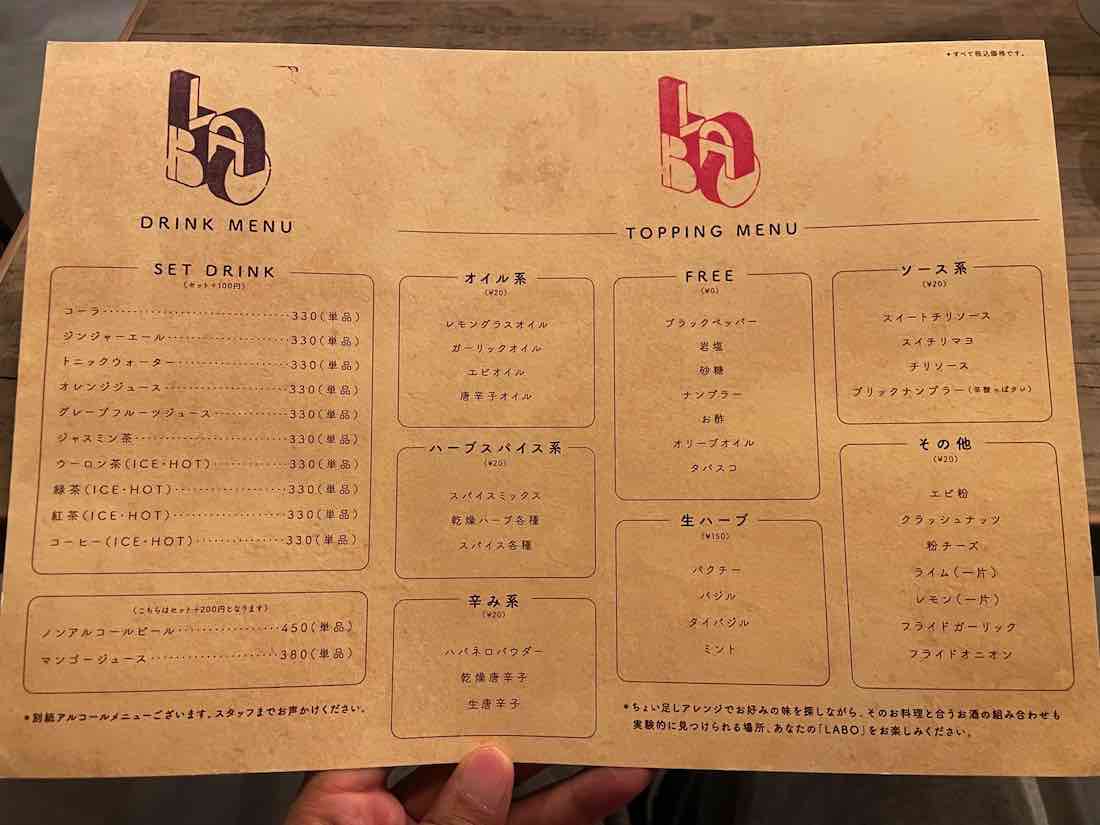 *すべて税込価格です。
LABO
DRINK MENU
SET DRINK
(セット+100円)
コーラ 330(単品)
ジンジャーエール 330(単品)
トニックウォーター 330(単品)
オレンジジュース 330(単品)
グレープフルーツジュース 330(単品)
ジャスミン茶 330(単品)
ウーロン茶(ICE・HOT) 330(単品)
緑茶(ICE・HOT) 330(単品)
紅茶(ICE・HOT) 330(単品)
コーヒー(ICE・HOT) 330(単品)
(こちらはセット+200円となります)
ノンアルコールビール 450(単品)
マンゴージュース 380(単品)
*別紙アルコールメニューございます。スタッフまでお声かけください。
LABO
TOPPING MENU
オイル系
(¥20)
レモングラスオイル
ガーリックオイル
エビオイル
唐辛子オイル
ハーブスパイス系
(¥20)
スパイスミックス
乾燥ハーブ各種
スパイス各種
辛み系
(¥20)
ハバネロパウダー
乾燥唐辛子
生唐辛子
FREE
(¥0)
ブラックペッパー
岩塩
砂糖
ナンプラー
お酢
オリーブオイル
タバスコ
生ハーブ
(¥150)
パクチー
バジル
タイバジル
ミント
ソース系
(¥20)
スイートチリソース
スイチリマヨ
チリソース
ブリックナンプラー(辛酸っぱダレ)
その他
(¥20)
エビ粉
クラッシュナッツ
粉チーズ
ライム(一片)
レモン(一片)
フライドガーリック
フライドオニオン
*ちょい足しアレンジでお好みの味を探しながら、そのお料理と合うお酒の組み合わせも
実験的に見つけられる場所、あなたの「LABO」をお楽しみください。